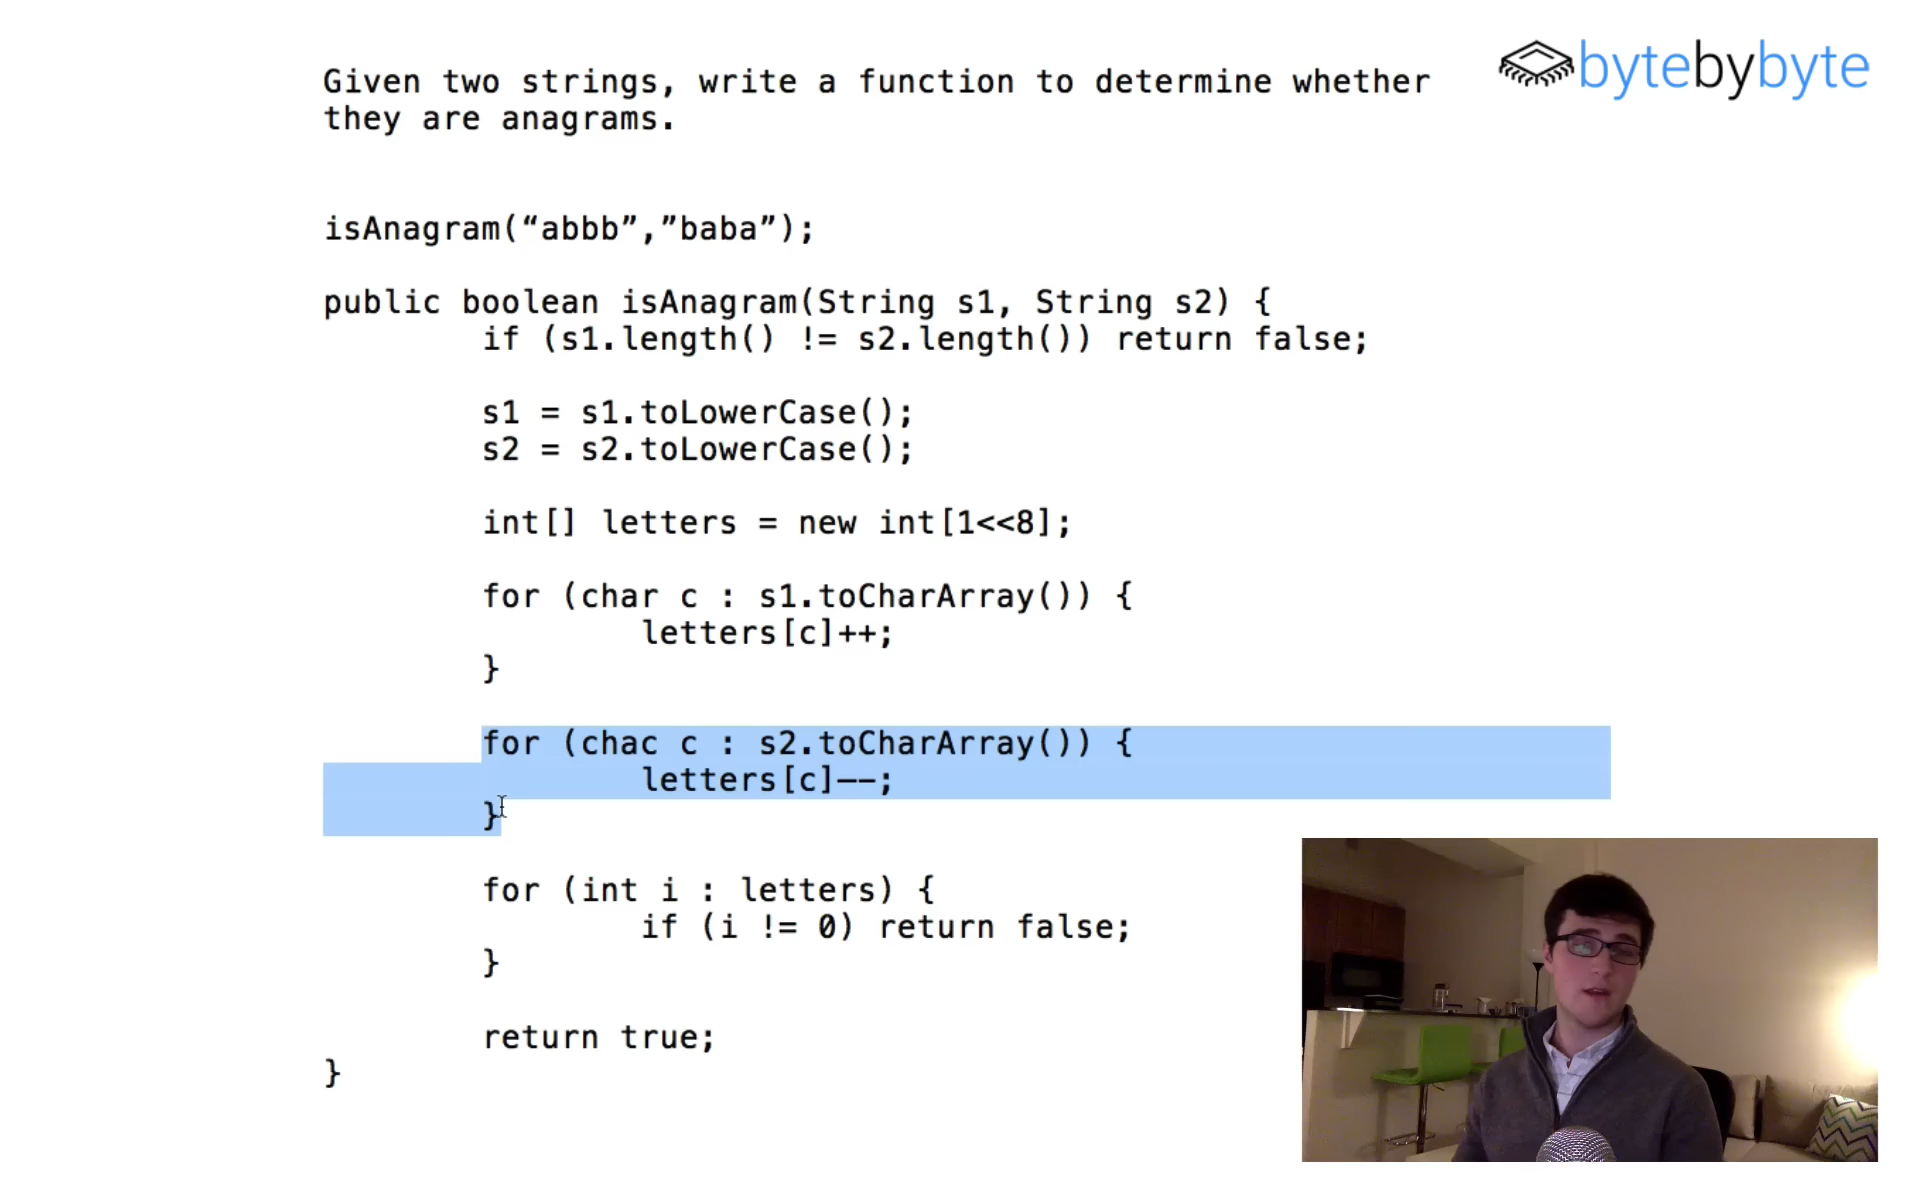 bytebybyte
Given two strings, write a function to determine whether
they are anagrams.
isAnagram(“abbb”,”baba”);
public boolean isAnagram(String s1, String s2) {
if (s1.length() != s2.length()) return false;
s1 = s1.toLowerCase();
s2 = s2.toLowerCase();
int[] letters = new int[1<<8];
for (char c : s1.toCharArray()) {
letters[c]++;
}
for (chac c : s2.toCharArray()) {
letters[c]--;
}
for (int i : letters) {
if (i != 0) return false;
}
return true;
}